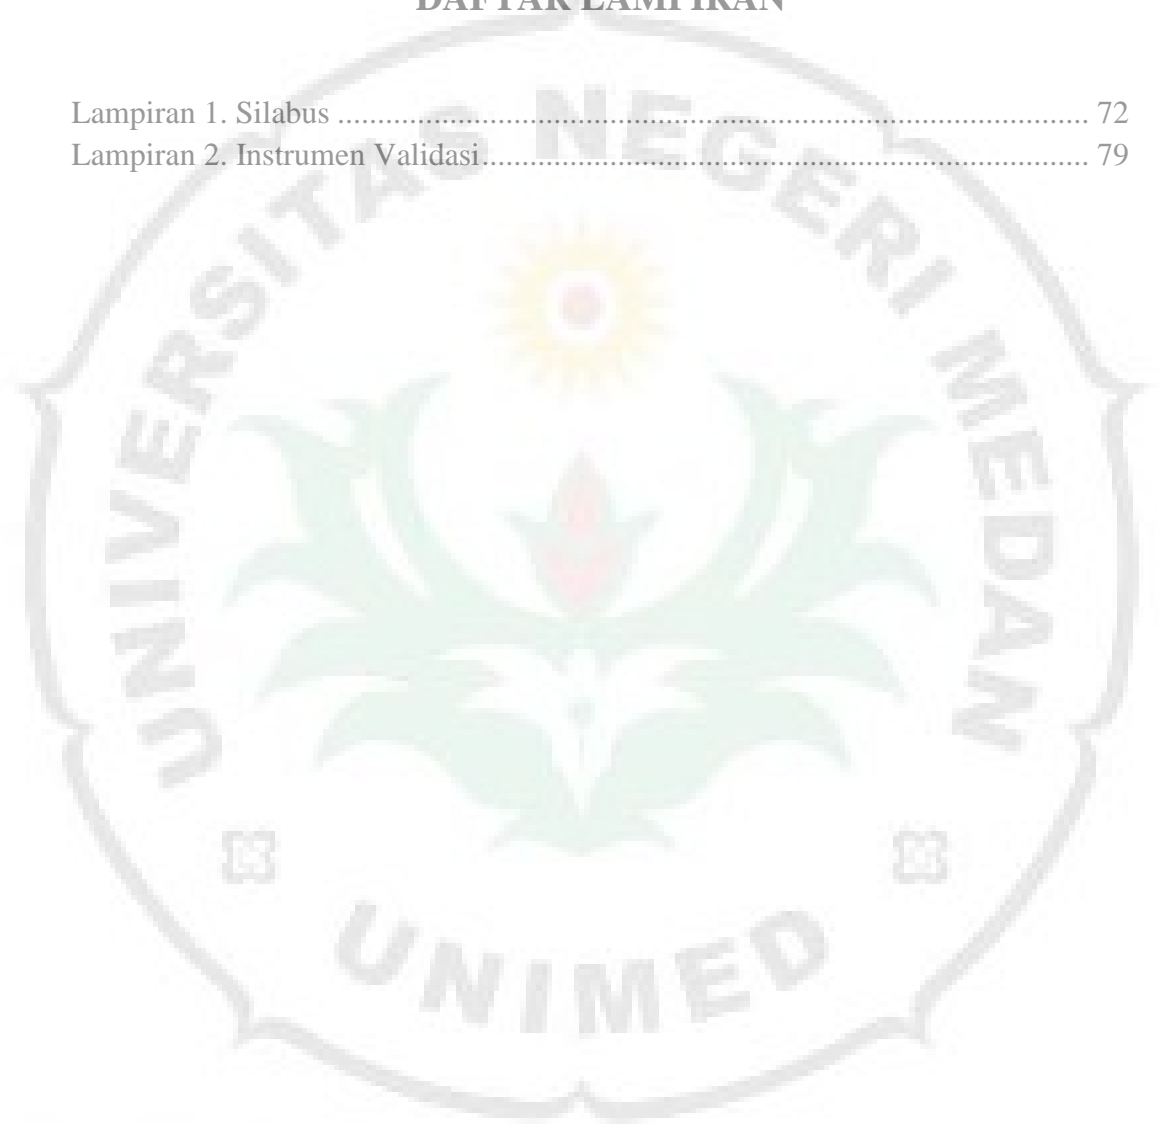 DAFTAR LAMPIRAN
Lampiran 1. Silabus ................................................................................................ 72
Lampiran 2. Instrumen Validasi.............................................................................. 79
UNIVERSITAS NEGERI MEDAN
UNIMED